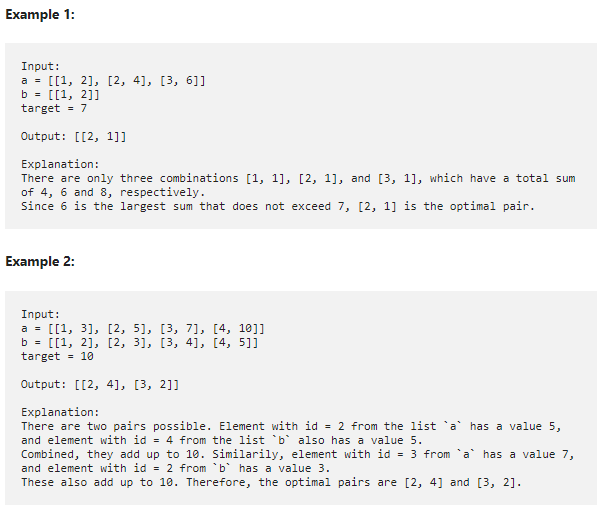 Example 1:
Input:
a = [[1, 2], [2, 4], [3, 6]]
b = [[1, 2]]
target = 7
Output: [[2, 1]]
Explanation:
There are only three combinations [1, 1], [2, 1], and [3, 1], which have a total sum
of 4, 6 and 8, respectively.
Since 6 is the largest sum that does not exceed 7, [2, 1] is the optimal pair.
Example 2:
Input:
a = [[1, 3], [2, 5], [3, 7], [4, 10]]
b = [[1, 2], [2, 3], [3, 4], [4, 5]]
target = 10
Output: [[2, 4], [3, 2]]
Explanation:
There are two pairs possible. Element with id = 2 from the list `a` has a value 5,
and element with id = 4 from the list `b` also has a value 5.
Combined, they add up to 10. Similarily, element with id = 3 from `a` has a value 7,
and element with id = 2 from `b` has a value 3.
These also add up to 10. Therefore, the optimal pairs are [2, 4] and [3, 2].